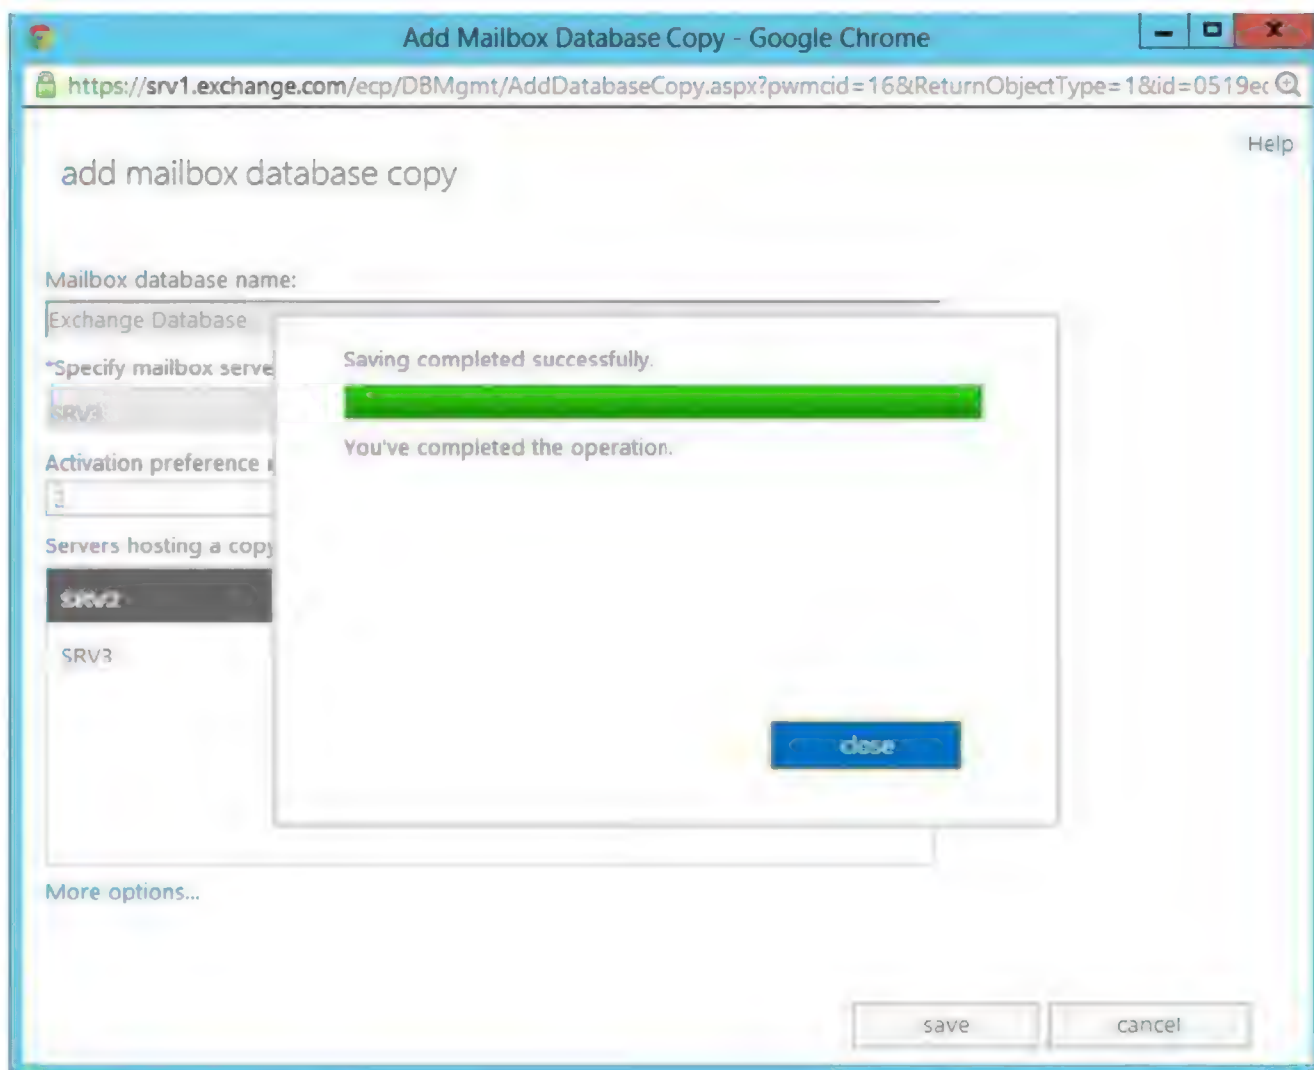 Add Mailbox Database Copy - Google Chrome
https://srv1.exchange.com/ecp/DBMgmt/AddDatabaseCopy.aspx?pwmcid=16&ReturnObjectType=1&id=0519ec
Help
add mailbox database copy
Mailbox database name:
Exchange Database
*Specify mailbox serve
SRV3
Activation preference
Servers hosting a copy
SRV2
SRV3
More options...
Saving completed successfully.
You've completed the operation.
close
save
cancel